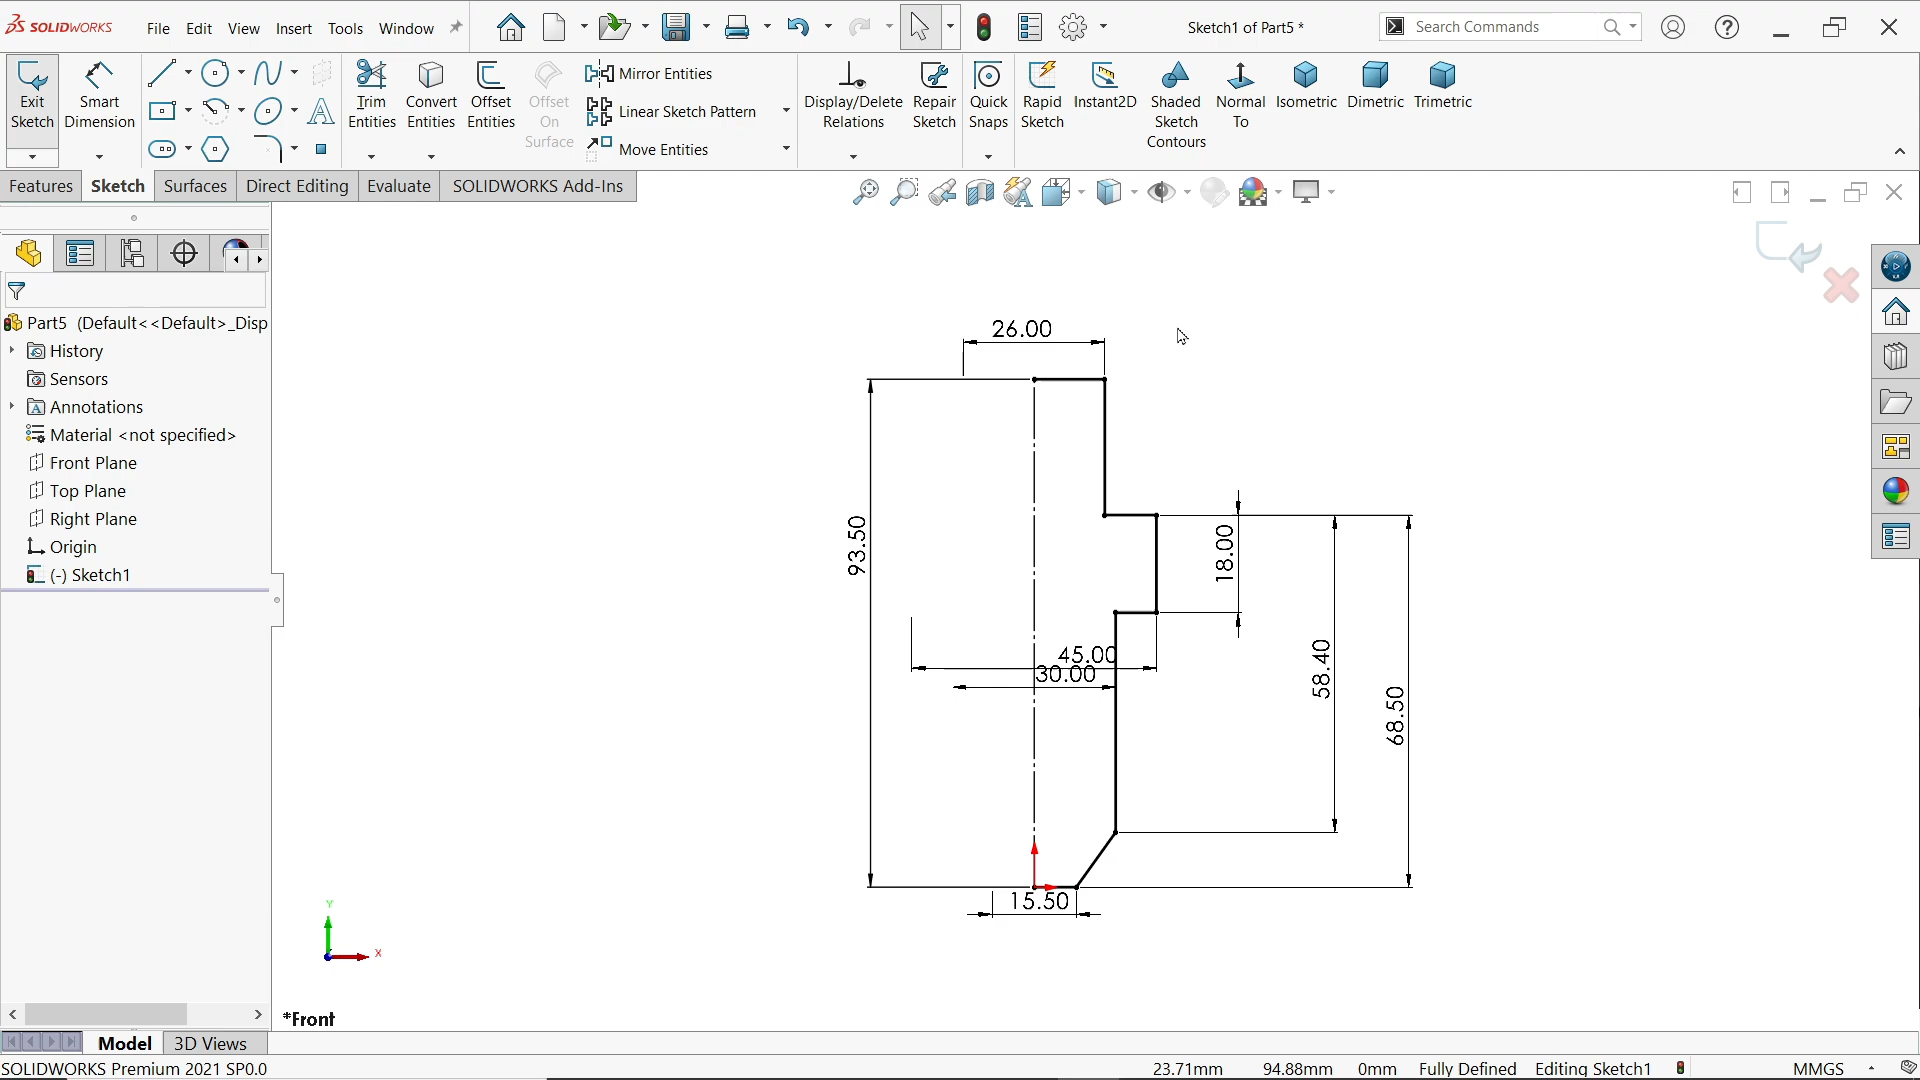 SOLIDWORKS File Edit View Insert Tools Window Sketch1 of Part5 * Search Commands
Exit Sketch
Smart Dimension
Trim Entities
Convert Entities
Offset Entities
Offset On Surface
Mirror Entities
Linear Sketch Pattern
Move Entities
Display/Delete Relations
Repair Sketch
Quick Snaps
Rapid Sketch
Instant2D
Shaded Sketch Contours
Normal To
Isometric
Dimetric
Trimetric
Features Sketch Surfaces Direct Editing Evaluate SOLIDWORKS Add-Ins
Part5 (Default<<Default>_Disp
History
Sensors
Annotations
Material <not specified>
Front Plane
Top Plane
Right Plane
Origin
(-) Sketch1
26.00
93.50
18.00
45.00
30.00
58.40
68.50
15.50
Y
X
*Front
Model 3D Views
SOLIDWORKS Premium 2021 SP0.0 23.71mm 94.88mm 0mm Fully Defined Editing Sketch1 MMGS